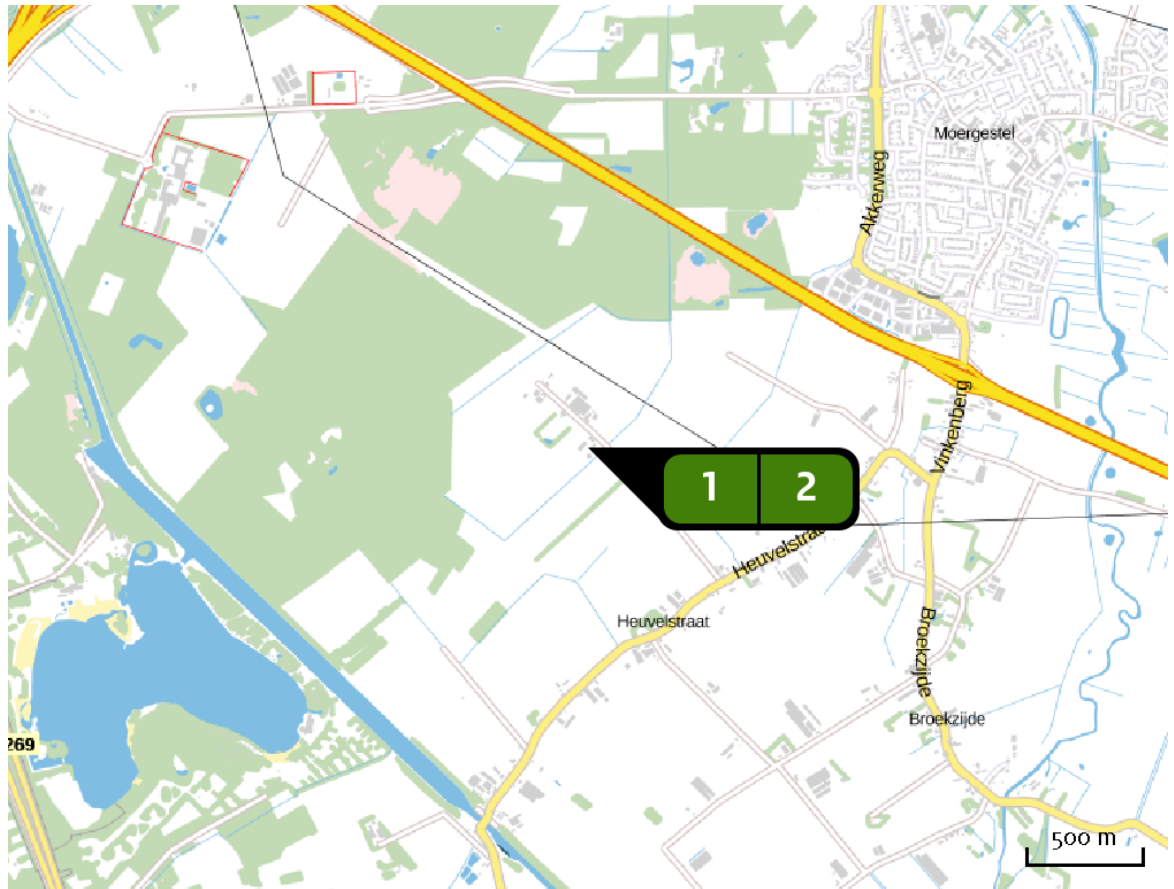 Moergestel
Akkerweg
Vinkenberg
1 2
Heuvelstraat
Heuvelstraat
Broekzijde
Broekzijde
269
500 m